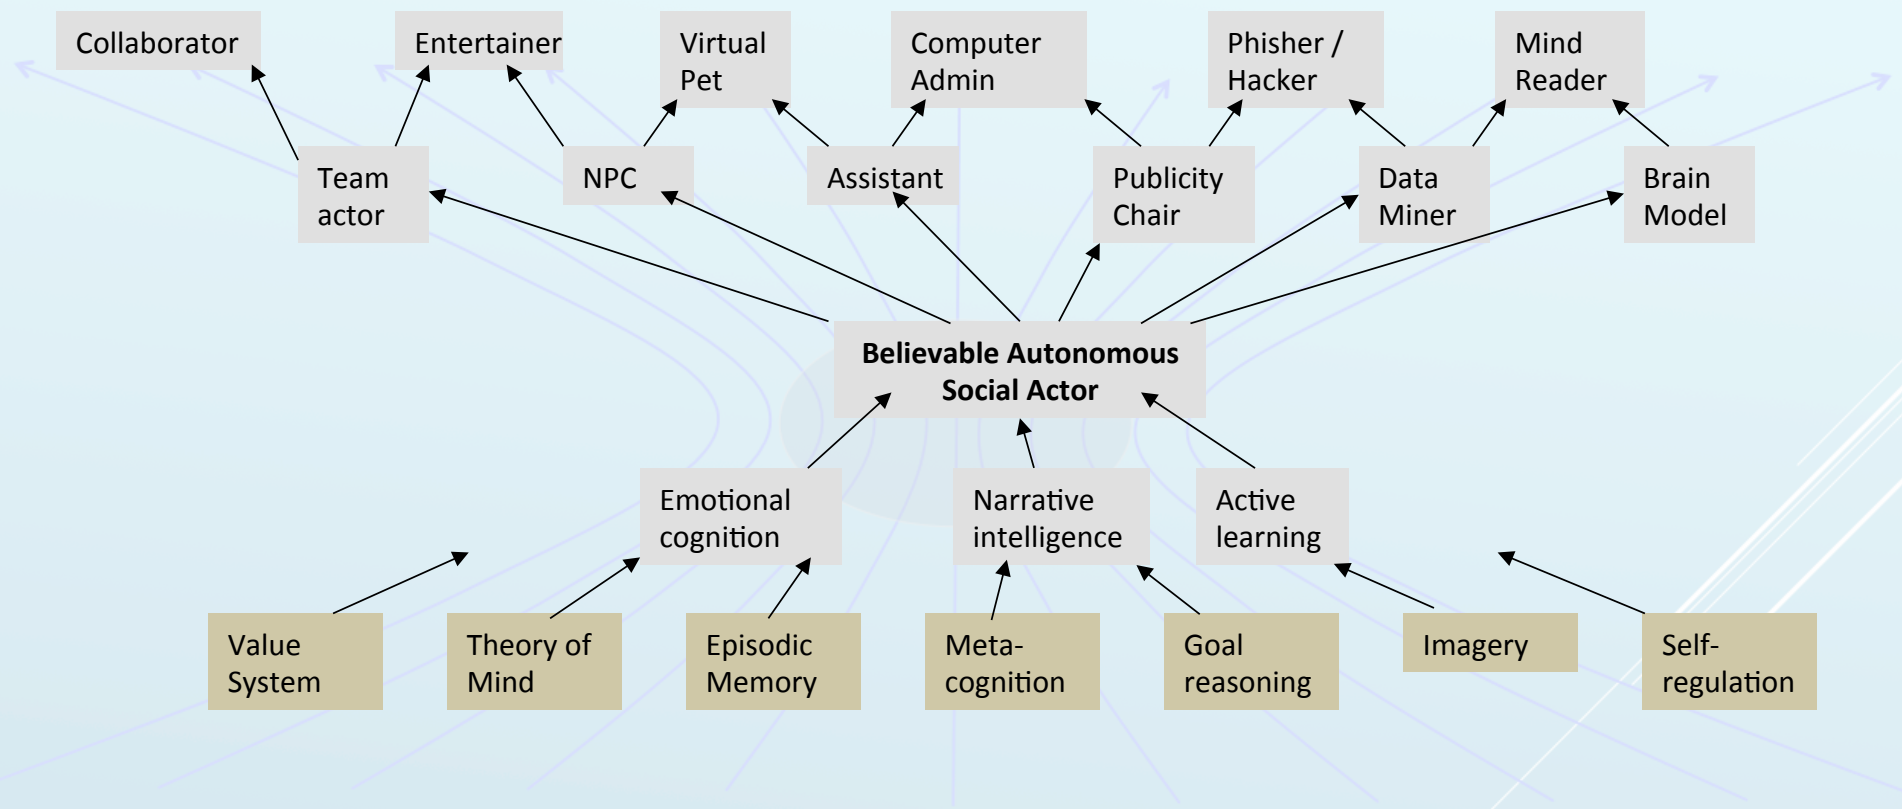 Collaborator
Entertainer
Virtual
Pet
Computer
Admin
Phisher /
Hacker
Mind
Reader
Team
actor
NPC
Assistant
Publicity
Chair
Data
Miner
Brain
Model
Believable Autonomous
Social Actor
Emotional
cognition
Narrative
intelligence
Active
learning
Value
System
Theory of
Mind
Episodic
Memory
Meta-
cognition
Goal
reasoning
Imagery
Self-
regulation